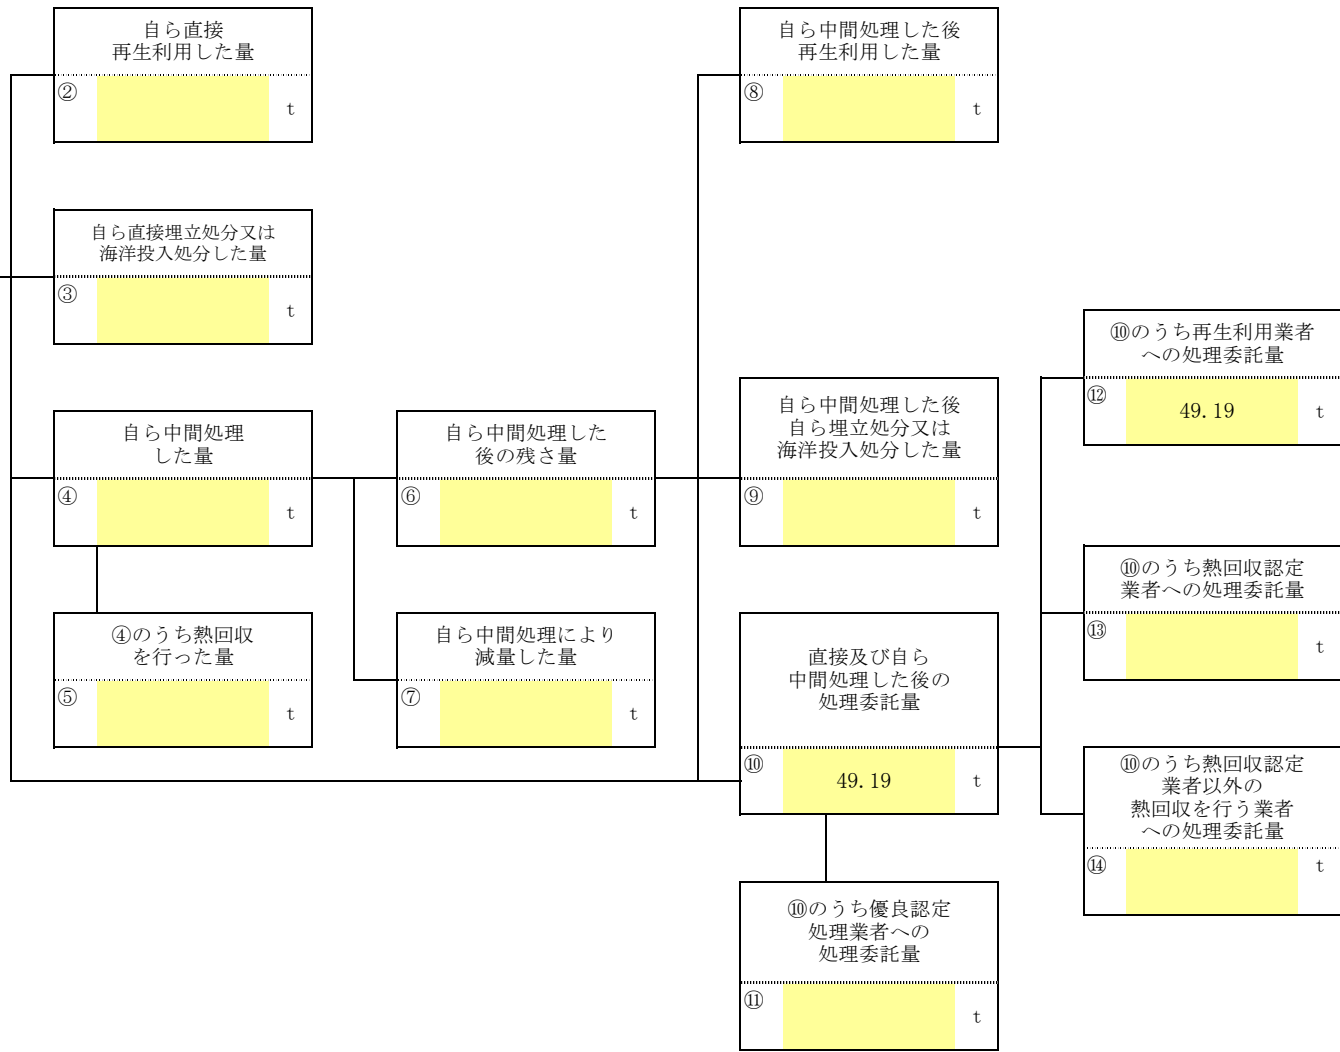 自ら直接
再生利用した量
②
t
自ら中間処理した後
再生利用した量
⑧
t
自ら直接埋立処分又は
海洋投入処分した量
③
t
⑩のうち再生利用業者
への処理委託量
⑫
49.19
t
自ら中間処理
した量
④
t
自ら中間処理した
後の残さ量
⑥
t
自ら中間処理した後
自ら埋立処分又は
海洋投入処分した量
⑨
t
⑩のうち熱回収認定
業者への処理委託量
⑬
t
④のうち熱回収
を行った量
⑤
t
自ら中間処理により
減量した量
⑦
t
直接及び自ら
中間処理した後の
処理委託量
⑩
49.19
t
⑩のうち熱回収認定
業者以外の
熱回収を行う業者
への処理委託量
⑭
t
⑩のうち優良認定
処理業者への
処理委託量
⑪
t